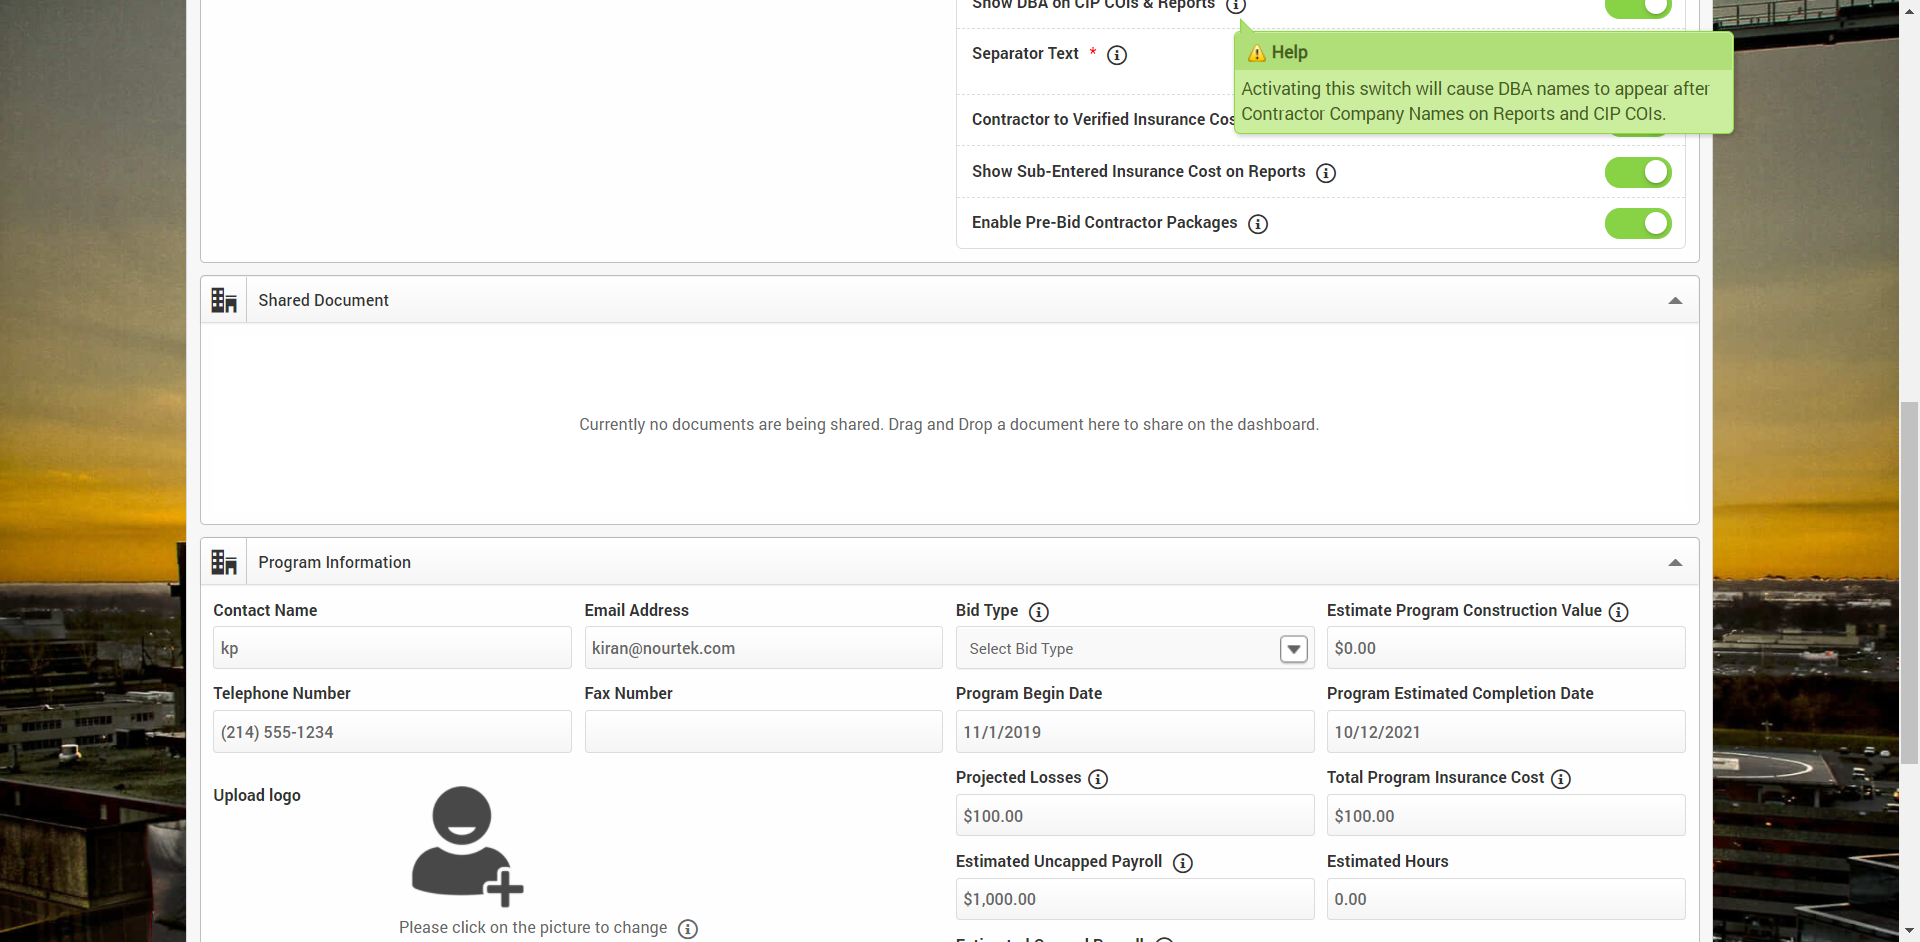 Show DBA on CIP COIs & Reports
Help
Activating this switch will cause DBA names to appear after
Contractor Company Names on Reports and CIP COIs.
Separator Text *
Contractor to Verified Insurance Cos
Show Sub-Entered Insurance Cost on Reports
Enable Pre-Bid Contractor Packages
Shared Document
Currently no documents are being shared. Drag and Drop a document here to share on the dashboard.
Program Information
Contact Name
Email Address
Bid Type
Estimate Program Construction Value
kp
kiran@nourtek.com
Select Bid Type
$0.00
Telephone Number
Fax Number
Program Begin Date
Program Estimated Completion Date
(214) 555-1234
11/1/2019
10/12/2021
Upload logo
Projected Losses
Total Program Insurance Cost
$100.00
$100.00
Estimated Uncapped Payroll
Estimated Hours
$1,000.00
0.00
Please click on the picture to change